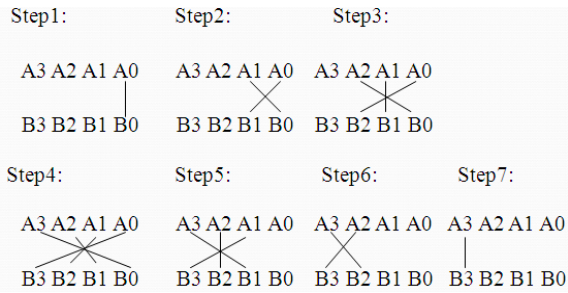 Step1: Step2: Step3:
A3 A2 A1 A0 A3 A2 A1 A0 A3 A2 A1 A0
B3 B2 B1 B0 B3 B2 B1 B0 B3 B2 B1 B0
Step4: Step5: Step6: Step7:
A3 A2 A1 A0 A3 A2 A1 A0 A3 A2 A1 A0 A3 A2 A1 A0
B3 B2 B1 B0 B3 B2 B1 B0 B3 B2 B1 B0 B3 B2 B1 B0